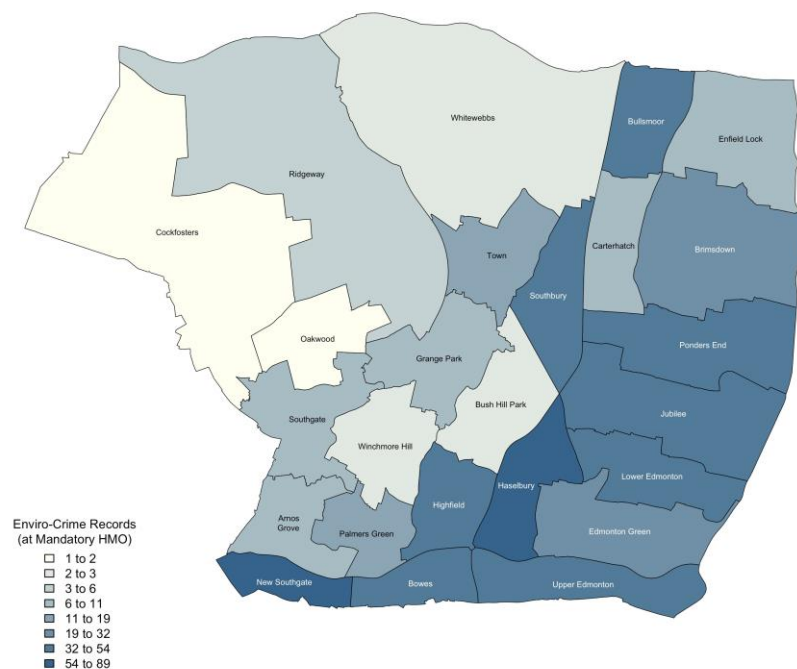 Whitewebbs
Bullsmoor
Enfield Lock
Ridgeway
Cockfosters
Town
Carterhatch
Brimsdown
Southbury
Oakwood
Grange Park
Ponders End
Bush Hill Park
Jubilee
Southgate
Winchmore Hill
Haselbury
Lower Edmonton
Highfield
Amos
Grove
Palmers Green
Edmonton Green
New Southgate
Bowes
Upper Edmonton
Enviro-Crime Records
(at Mandatory HMO)
1 to 2
2 to 3
3 to 6
6 to 11
11 to 19
19 to 32
32 to 54
54 to 89